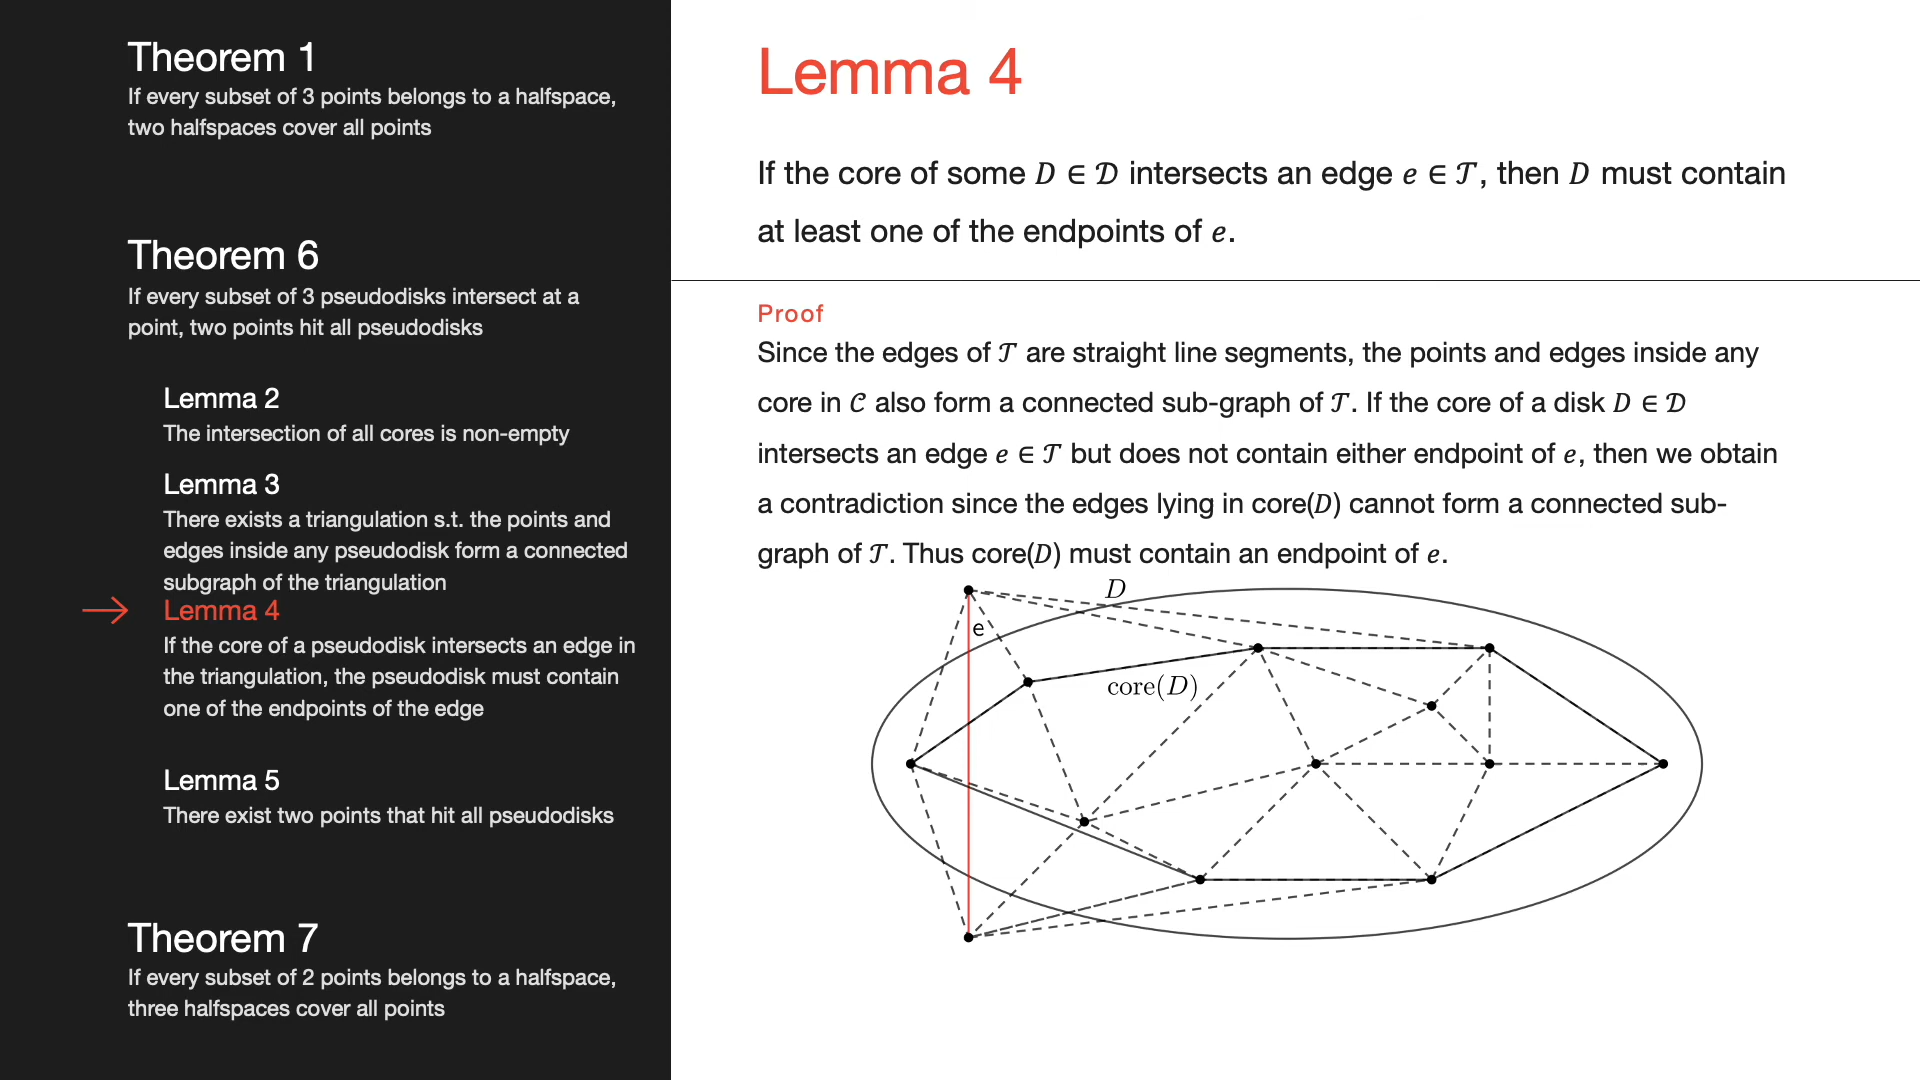 Theorem 1
If every subset of 3 points belongs to a halfspace,
two halfspaces cover all points
Theorem 6
If every subset of 3 pseudodisks intersect at a
point, two points hit all pseudodisks
Lemma 2
The intersection of all cores is non-empty
Lemma 3
There exists a triangulation s.t. the points and
edges inside any pseudodisk form a connected
subgraph of the triangulation
Lemma 4
If the core of a pseudodisk intersects an edge in
the triangulation, the pseudodisk must contain
one of the endpoints of the edge
Lemma 5
There exist two points that hit all pseudodisks
Theorem 7
If every subset of 2 points belongs to a halfspace,
three halfspaces cover all points
Lemma 4
If the core of some D ∈ 𝒟 intersects an edge e ∈ 𝒯, then D must contain
at least one of the endpoints of e.
Proof
Since the edges of 𝒯 are straight line segments, the points and edges inside any
core in 𝒞 also form a connected sub-graph of 𝒯. If the core of a disk D ∈ 𝒟
intersects an edge e ∈ 𝒯 but does not contain either endpoint of e, then we obtain
a contradiction since the edges lying in core(D) cannot form a connected sub-
graph of 𝒯. Thus core(D) must contain an endpoint of e.
D
e
core(D)